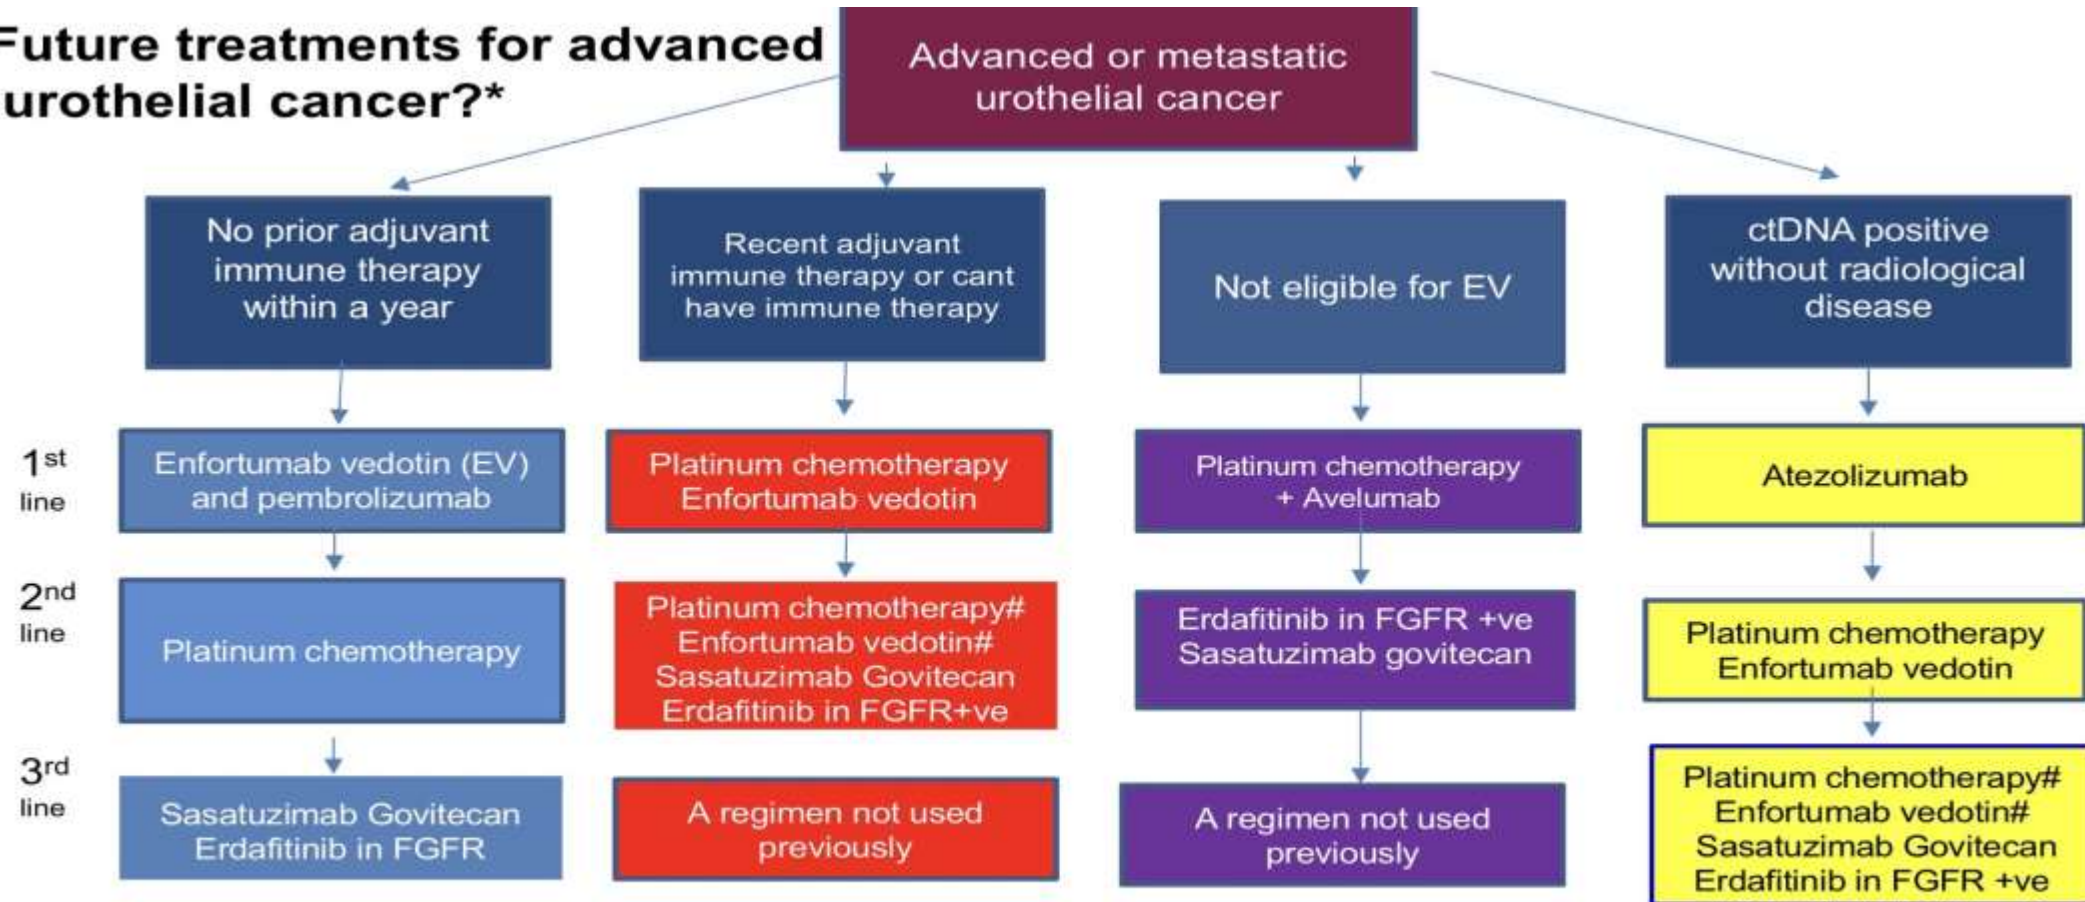 Future treatments for advanced
urothelial cancer?*
Advanced or metastatic
urothelial cancer
No prior adjuvant
immune therapy
within a year
Recent adjuvant
immune therapy or cant
have immune therapy
Not eligible for EV
ctDNA positive
without radiological
disease
1st
line
Enfortumab vedotin (EV)
and pembrolizumab
Platinum chemotherapy
Enfortumab vedotin
Platinum chemotherapy
+ Avelumab
Atezolizumab
2nd
line
Platinum chemotherapy
Platinum chemotherapy#
Enfortumab vedotin#
Sasatuzimab Govitecan
Erdafitinib in FGFR+ve
Erdafitinib in FGFR +ve
Sasatuzimab govitecan
Platinum chemotherapy
Enfortumab vedotin
3rd
line
Sasatuzimab Govitecan
Erdafitinib in FGFR
A regimen not used
previously
A regimen not used
previously
Platinum chemotherapy#
Enfortumab vedotin#
Sasatuzimab Govitecan
Erdafitinib in FGFR +ve